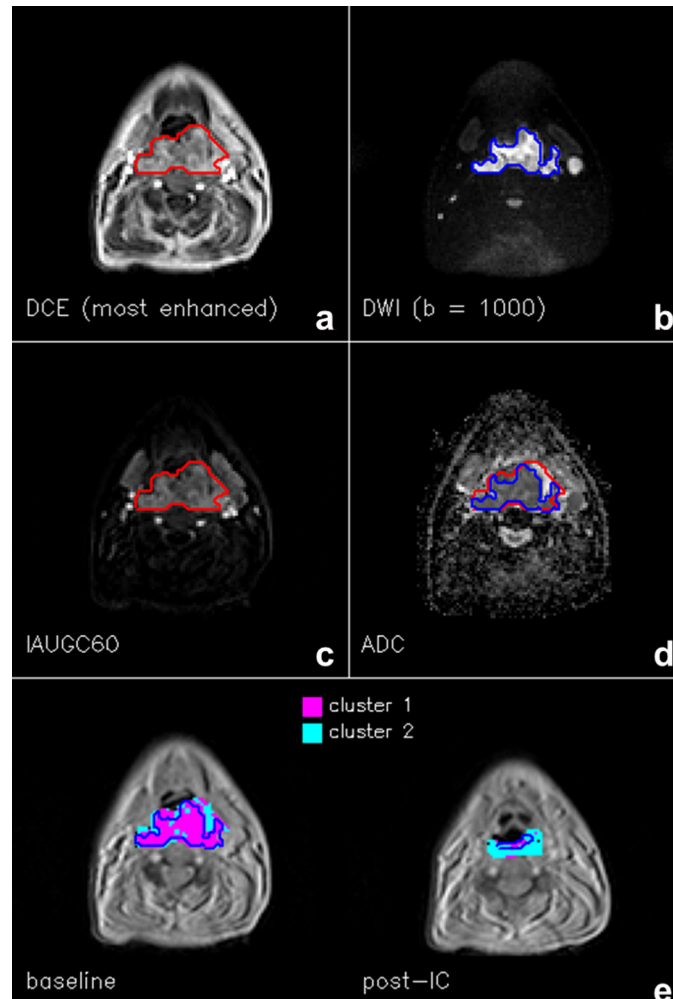 DCE (most enhanced) a
DWI (b = 1000) b
IAUGC60 c
ADC d
cluster 1
cluster 2
baseline
post-IC e